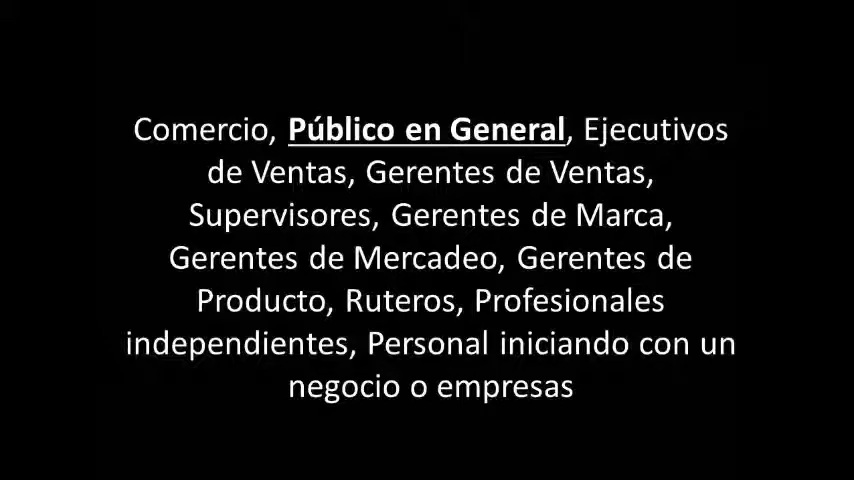 Comercio, Público en General, Ejecutivos
de Ventas, Gerentes de Ventas,
Supervisores, Gerentes de Marca,
Gerentes de Mercadeo, Gerentes de
Producto, Ruteros, Profesionales
independientes, Personal iniciando con un
negocio o empresas